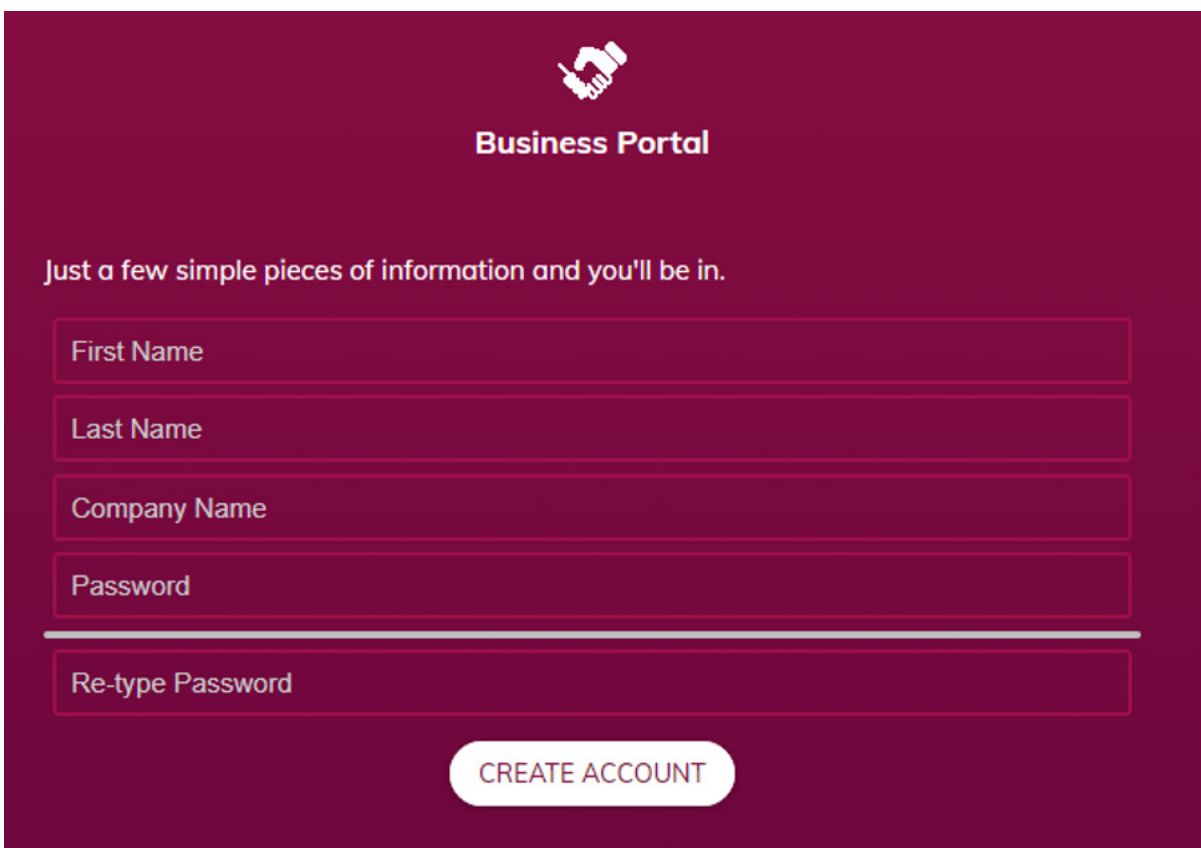 Business Portal
Just a few simple pieces of information and you'll be in.
First Name
Last Name
Company Name
Password
Re-type Password
CREATE ACCOUNT